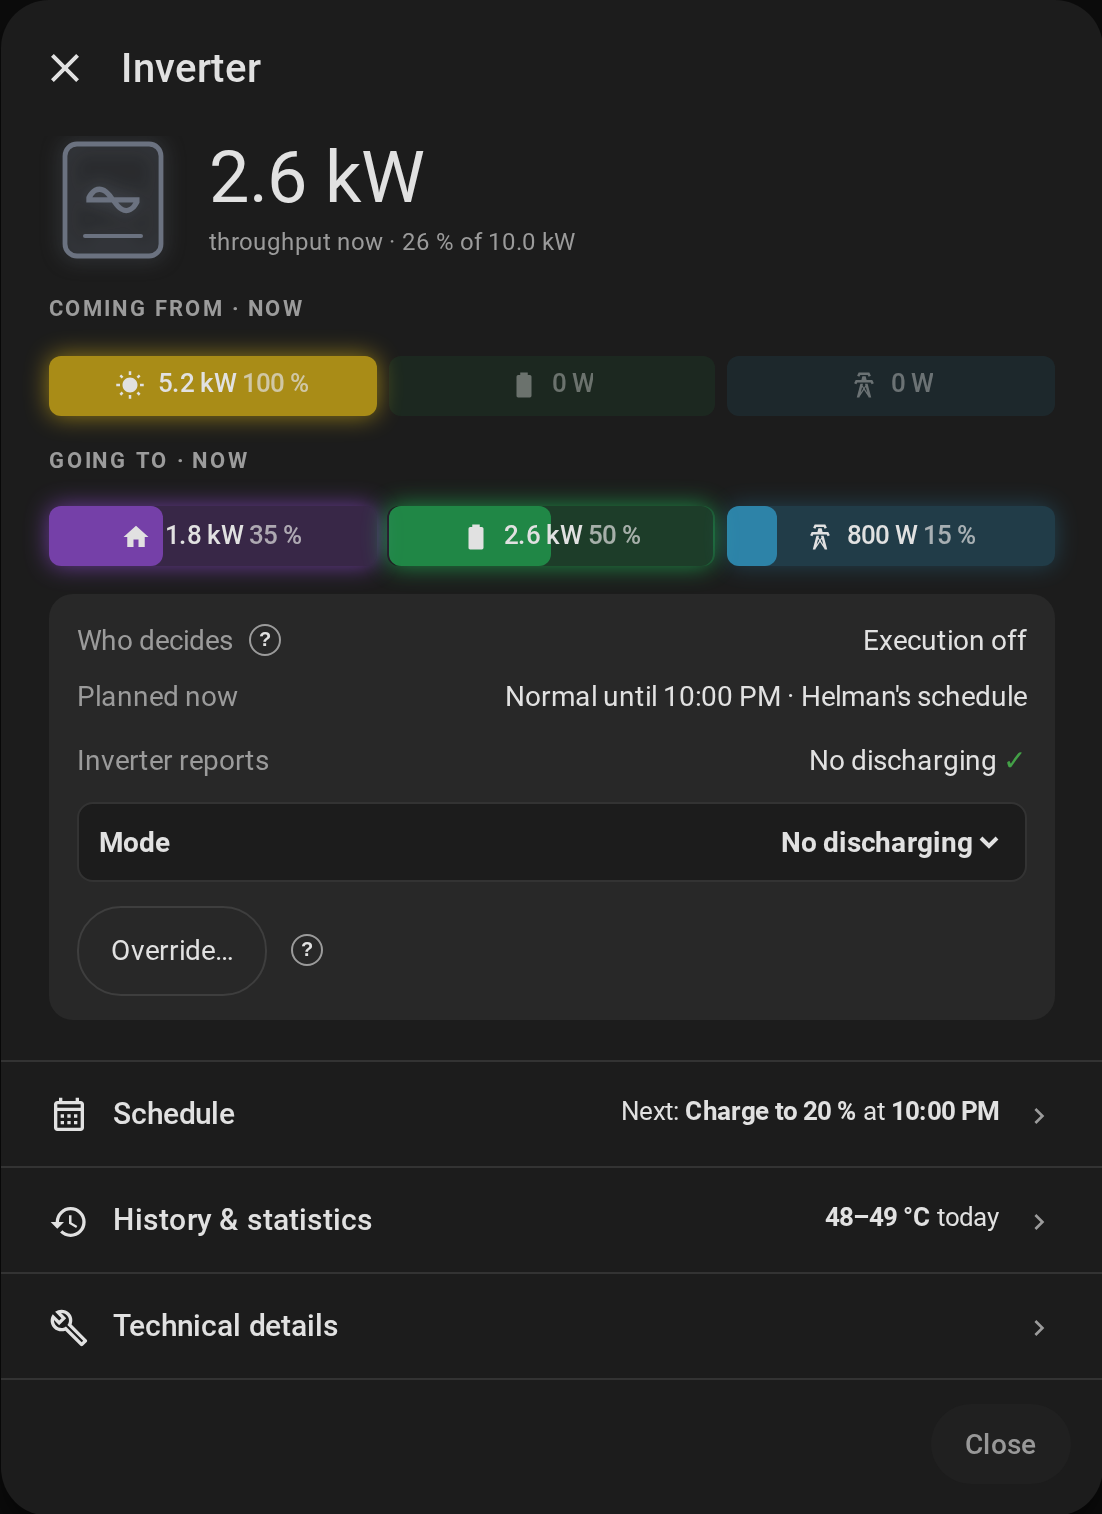 Inverter
2.6 kW
throughput now · 26 % of 10.0 kW
COMING FROM · NOW
5.2 kW 100 %
0 W
0 W
GOING TO · NOW
1.8 kW 35 %
2.6 kW 50 %
800 W 15 %
Who decides ?
Execution off
Planned now
Normal until 10:00 PM · Helman's schedule
Inverter reports
No discharging ✓
Mode
No discharging
Override… ?
Schedule
Next: Charge to 20 % at 10:00 PM
History & statistics
48–49 °C today
Technical details
Close